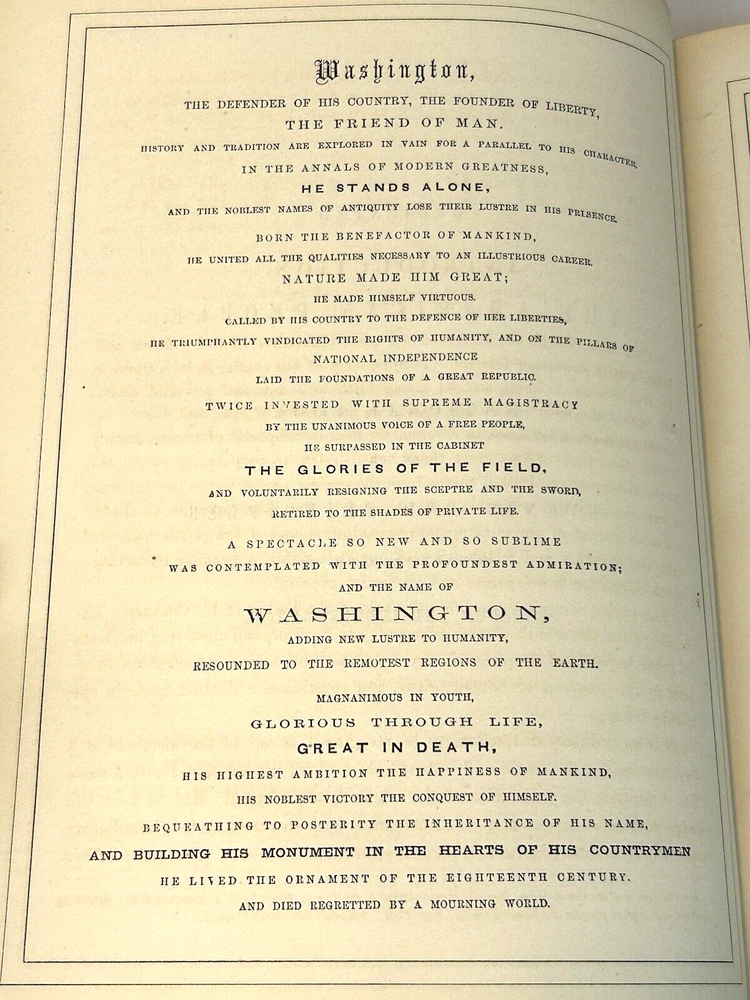 Washington,
THE DEFENDER OF HIS COUNTRY, THE FOUNDER OF LIBERTY,
THE FRIEND OF MAN.
HISTORY AND TRADITION ARE EXPLORED IN VAIN FOR A PARALLEL TO HIS CHARACTER.
IN THE ANNALS OF MODERN GREATNESS,
HE STANDS ALONE,
AND THE NOBLEST NAMES OF ANTIQUITY LOSE THEIR LUSTRE IN HIS PRESENCE.
BORN THE BENEFACTOR OF MANKIND,
HE UNITED ALL THE QUALITIES NECESSARY TO AN ILLUSTRIOUS CAREER.
NATURE MADE HIM GREAT;
HE MADE HIMSELF VIRTUOUS.
CALLED BY HIS COUNTRY TO THE DEFENCE OF HER LIBERTIES,
HE TRIUMPHANTLY VINDICATED THE RIGHTS OF HUMANITY, AND ON THE PILLARS OF
NATIONAL INDEPENDENCE
LAID THE FOUNDATIONS OF A GREAT REPUBLIC.
TWICE INVESTED WITH SUPREME MAGISTRACY
BY THE UNANIMOUS VOICE OF A FREE PEOPLE,
HE SURPASSED IN THE CABINET
THE GLORIES OF THE FIELD,
AND VOLUNTARILY RESIGNING THE SCEPTRE AND THE SWORD,
RETIRED TO THE SHADES OF PRIVATE LIFE.
A SPECTACLE SO NEW AND SO SUBLIME
WAS CONTEMPLATED WITH THE PROFOUNDEST ADMIRATION;
AND THE NAME OF
WASHINGTON,
ADDING NEW LUSTRE TO HUMANITY,
RESOUNDED TO THE REMOTEST REGIONS OF THE EARTH.
MAGNANIMOUS IN YOUTH,
GLORIOUS THROUGH LIFE,
GREAT IN DEATH,
HIS HIGHEST AMBITION THE HAPPINESS OF MANKIND,
HIS NOBLEST VICTORY THE CONQUEST OF HIMSELF.
BEQUEATHING TO POSTERITY THE INHERITANCE OF HIS NAME,
AND BUILDING HIS MONUMENT IN THE HEARTS OF HIS COUNTRYMEN
HE LIVED THE ORNAMENT OF THE EIGHTEENTH CENTURY.
AND DIED REGRETTED BY A MOURNING WORLD.